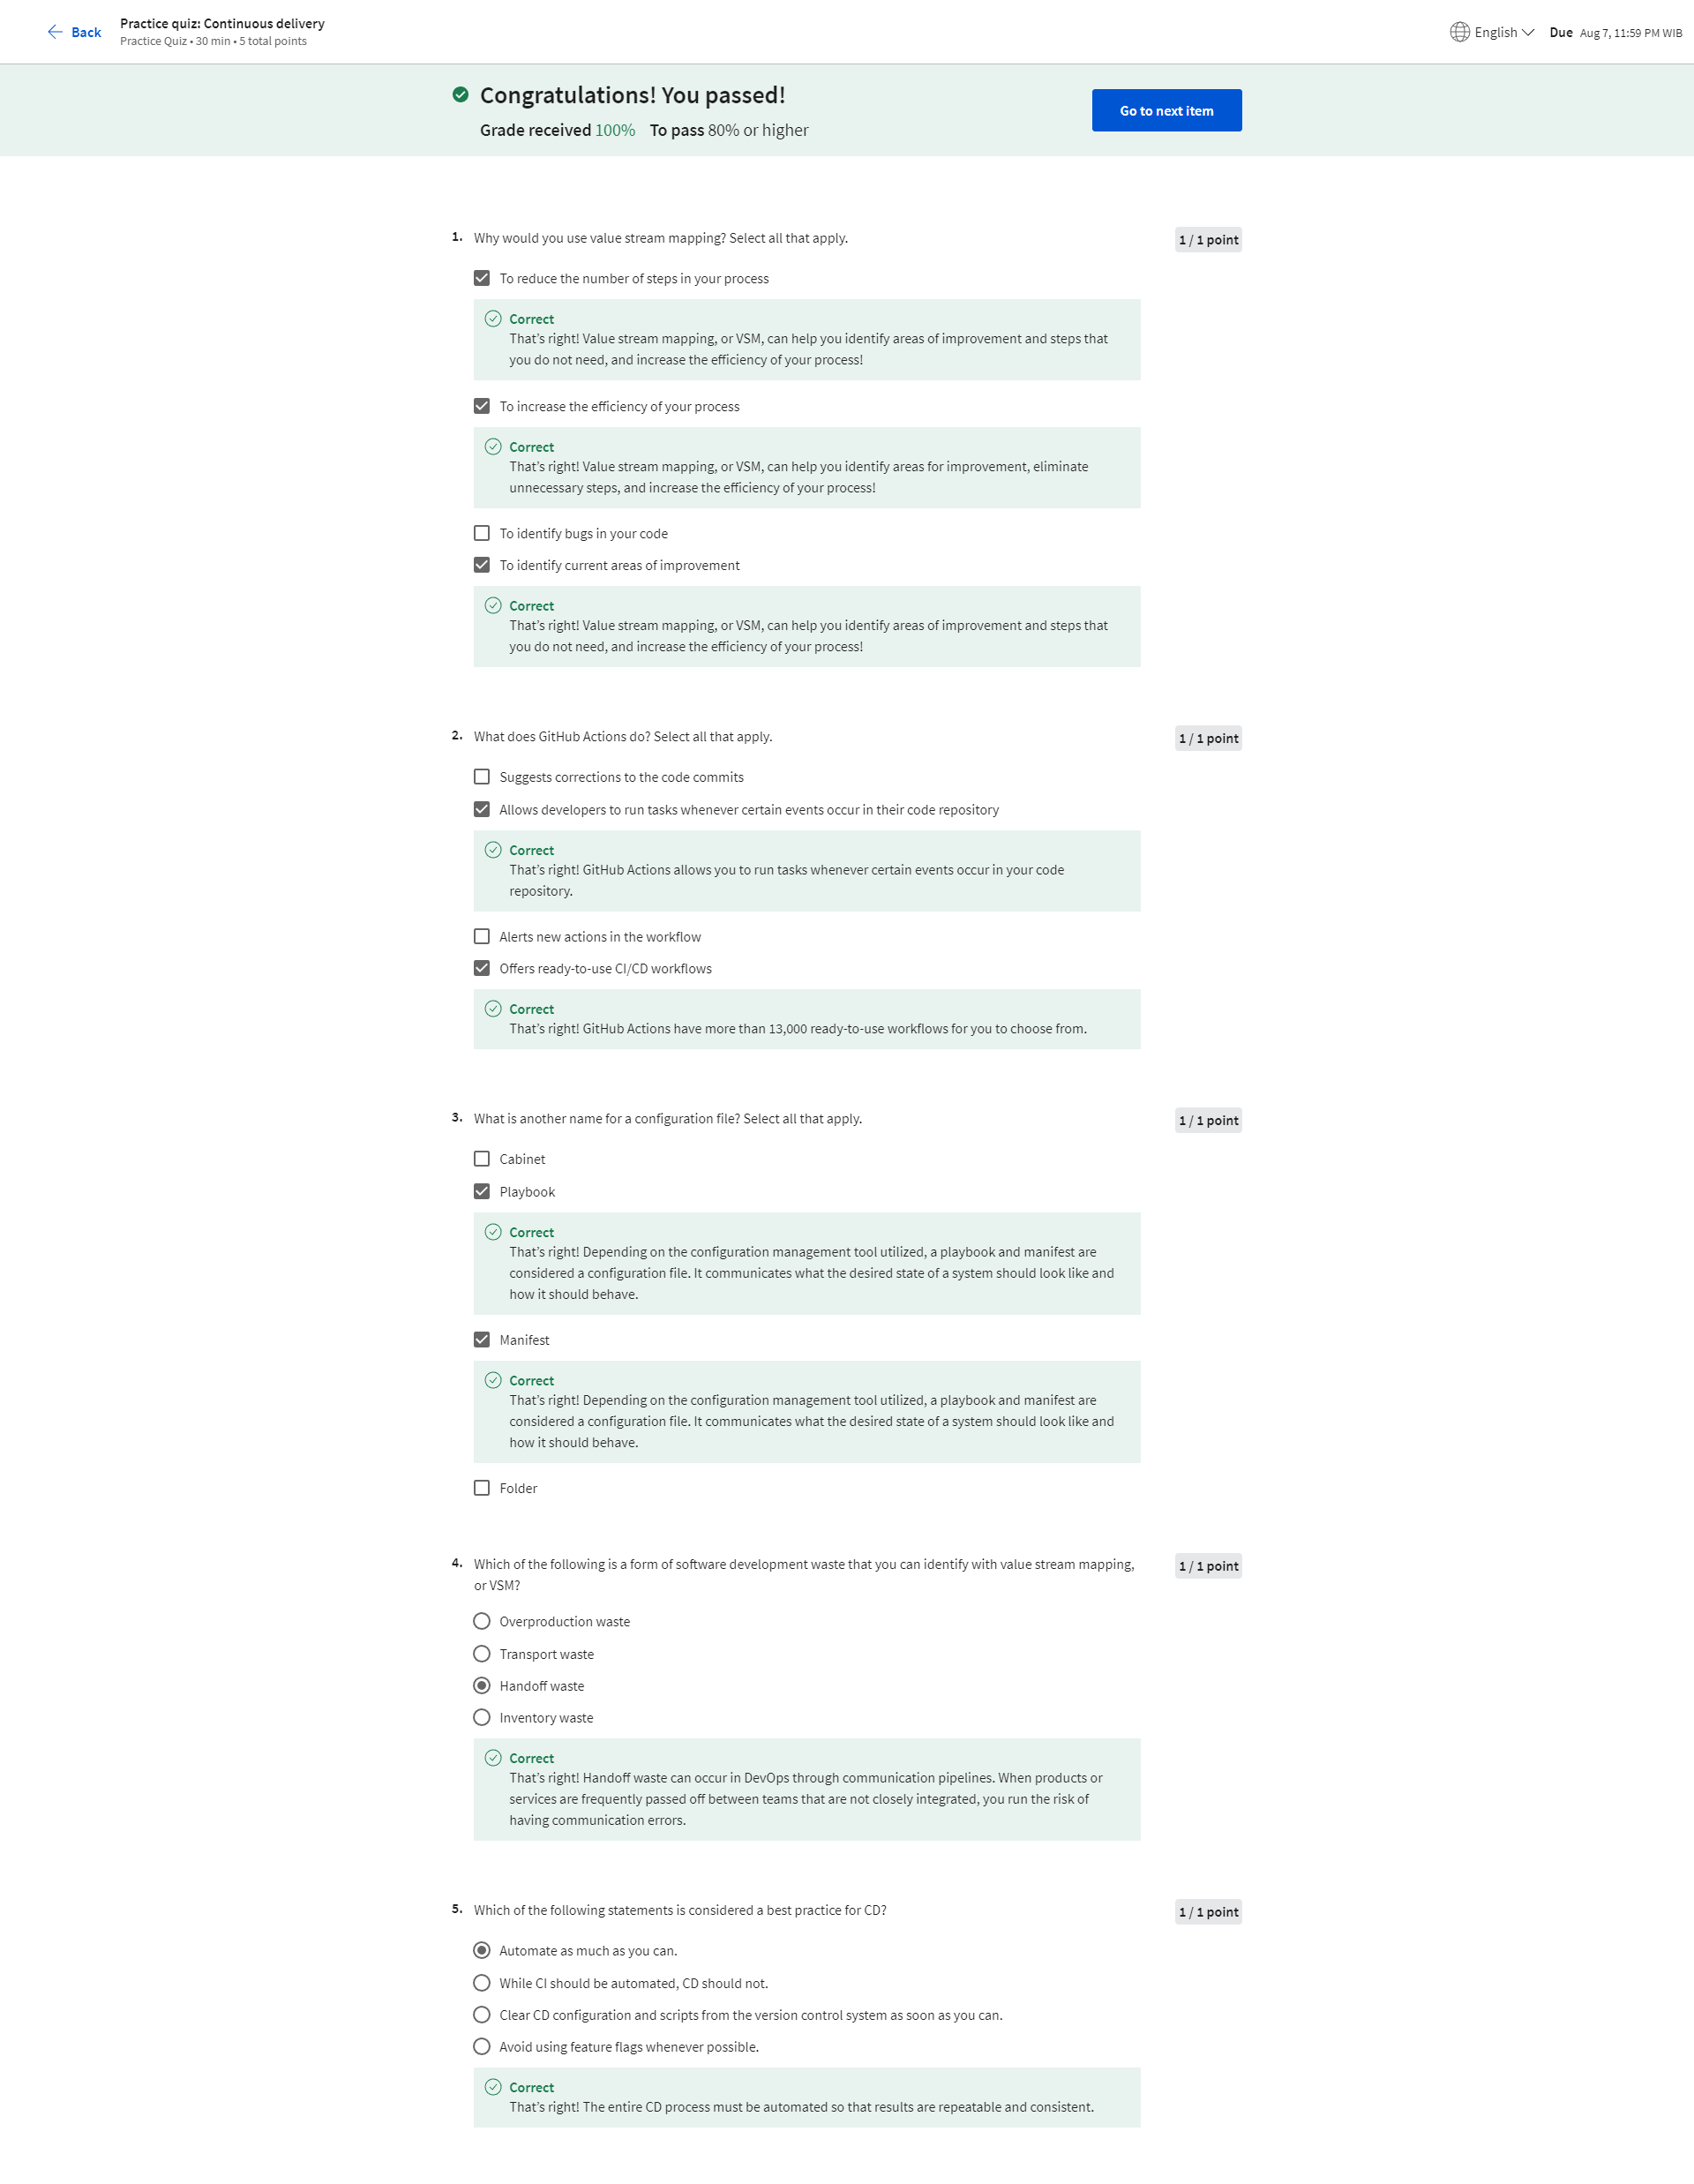 Back
Practice quiz: Continuous delivery
Practice Quiz • 30 min • 5 total points
English
Due Aug 7, 11:59 PM WIB
Congratulations! You passed!
Grade received 100% To pass 80% or higher
Go to next item
1. Why would you use value stream mapping? Select all that apply.
1 / 1 point
To reduce the number of steps in your process
Correct
That’s right! Value stream mapping, or VSM, can help you identify areas of improvement and steps that
you do not need, and increase the efficiency of your process!
To increase the efficiency of your process
Correct
That’s right! Value stream mapping, or VSM, can help you identify areas for improvement, eliminate
unnecessary steps, and increase the efficiency of your process!
To identify bugs in your code
To identify current areas of improvement
Correct
That’s right! Value stream mapping, or VSM, can help you identify areas of improvement and steps that
you do not need, and increase the efficiency of your process!
2. What does GitHub Actions do? Select all that apply.
1 / 1 point
Suggests corrections to the code commits
Allows developers to run tasks whenever certain events occur in their code repository
Correct
That’s right! GitHub Actions allows you to run tasks whenever certain events occur in your code
repository.
Alerts new actions in the workflow
Offers ready-to-use CI/CD workflows
Correct
That’s right! GitHub Actions have more than 13,000 ready-to-use workflows for you to choose from.
3. What is another name for a configuration file? Select all that apply.
1 / 1 point
Cabinet
Playbook
Correct
That’s right! Depending on the configuration management tool utilized, a playbook and manifest are
considered a configuration file. It communicates what the desired state of a system should look like and
how it should behave.
Manifest
Correct
That’s right! Depending on the configuration management tool utilized, a playbook and manifest are
considered a configuration file. It communicates what the desired state of a system should look like and
how it should behave.
Folder
4. Which of the following is a form of software development waste that you can identify with value stream mapping,
or VSM?
1 / 1 point
Overproduction waste
Transport waste
Handoff waste
Inventory waste
Correct
That’s right! Handoff waste can occur in DevOps through communication pipelines. When products or
services are frequently passed off between teams that are not closely integrated, you run the risk of
having communication errors.
5. Which of the following statements is considered a best practice for CD?
1 / 1 point
Automate as much as you can.
While CI should be automated, CD should not.
Clear CD configuration and scripts from the version control system as soon as you can.
Avoid using feature flags whenever possible.
Correct
That’s right! The entire CD process must be automated so that results are repeatable and consistent.